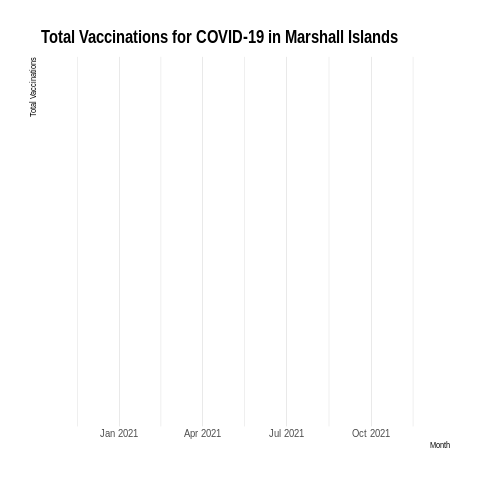 Total Vaccinations for COVID-19 in Marshall Islands
Total Vaccinations
Jan 2021
Apr 2021
Jul 2021
Oct 2021
Month